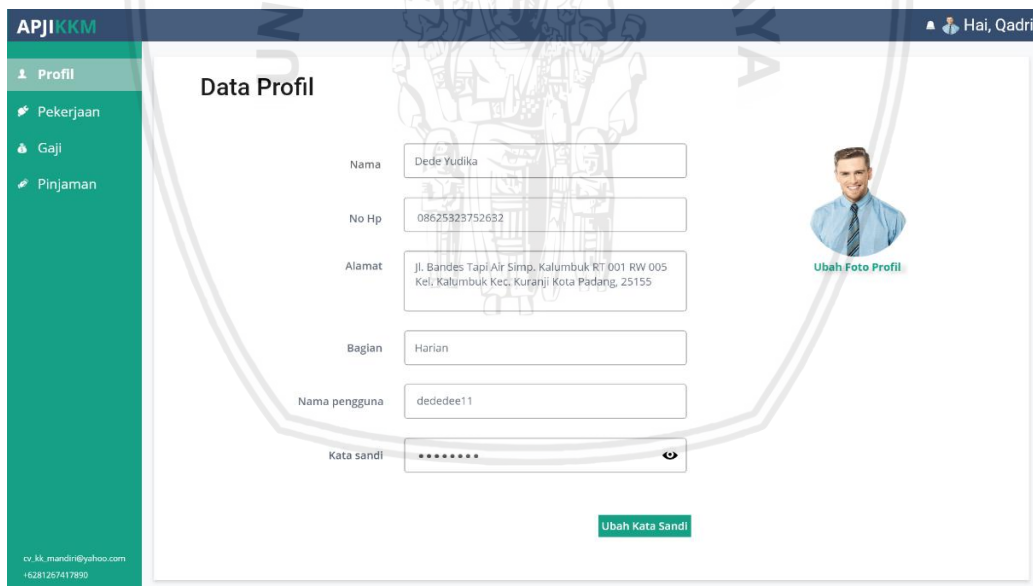 APJIKKM
Hai, Qadri
Profil
Pekerjaan
Gaji
Pinjaman
Data Profil
Nama
Dede Yudika
No Hp
08625323752632
Alamat
Jl. Bandes Tapi Air Simp. Kalumbuk RT 001 RW 005
Kel. Kalumbuk Kec. Kuranji Kota Padang, 25155
Ubah Foto Profil
Bagian
Harian
Nama pengguna
dededee11
Kata sandi
Ubah Kata Sandi
cv_kk_mandiri@yahoo.com
+6281267417890